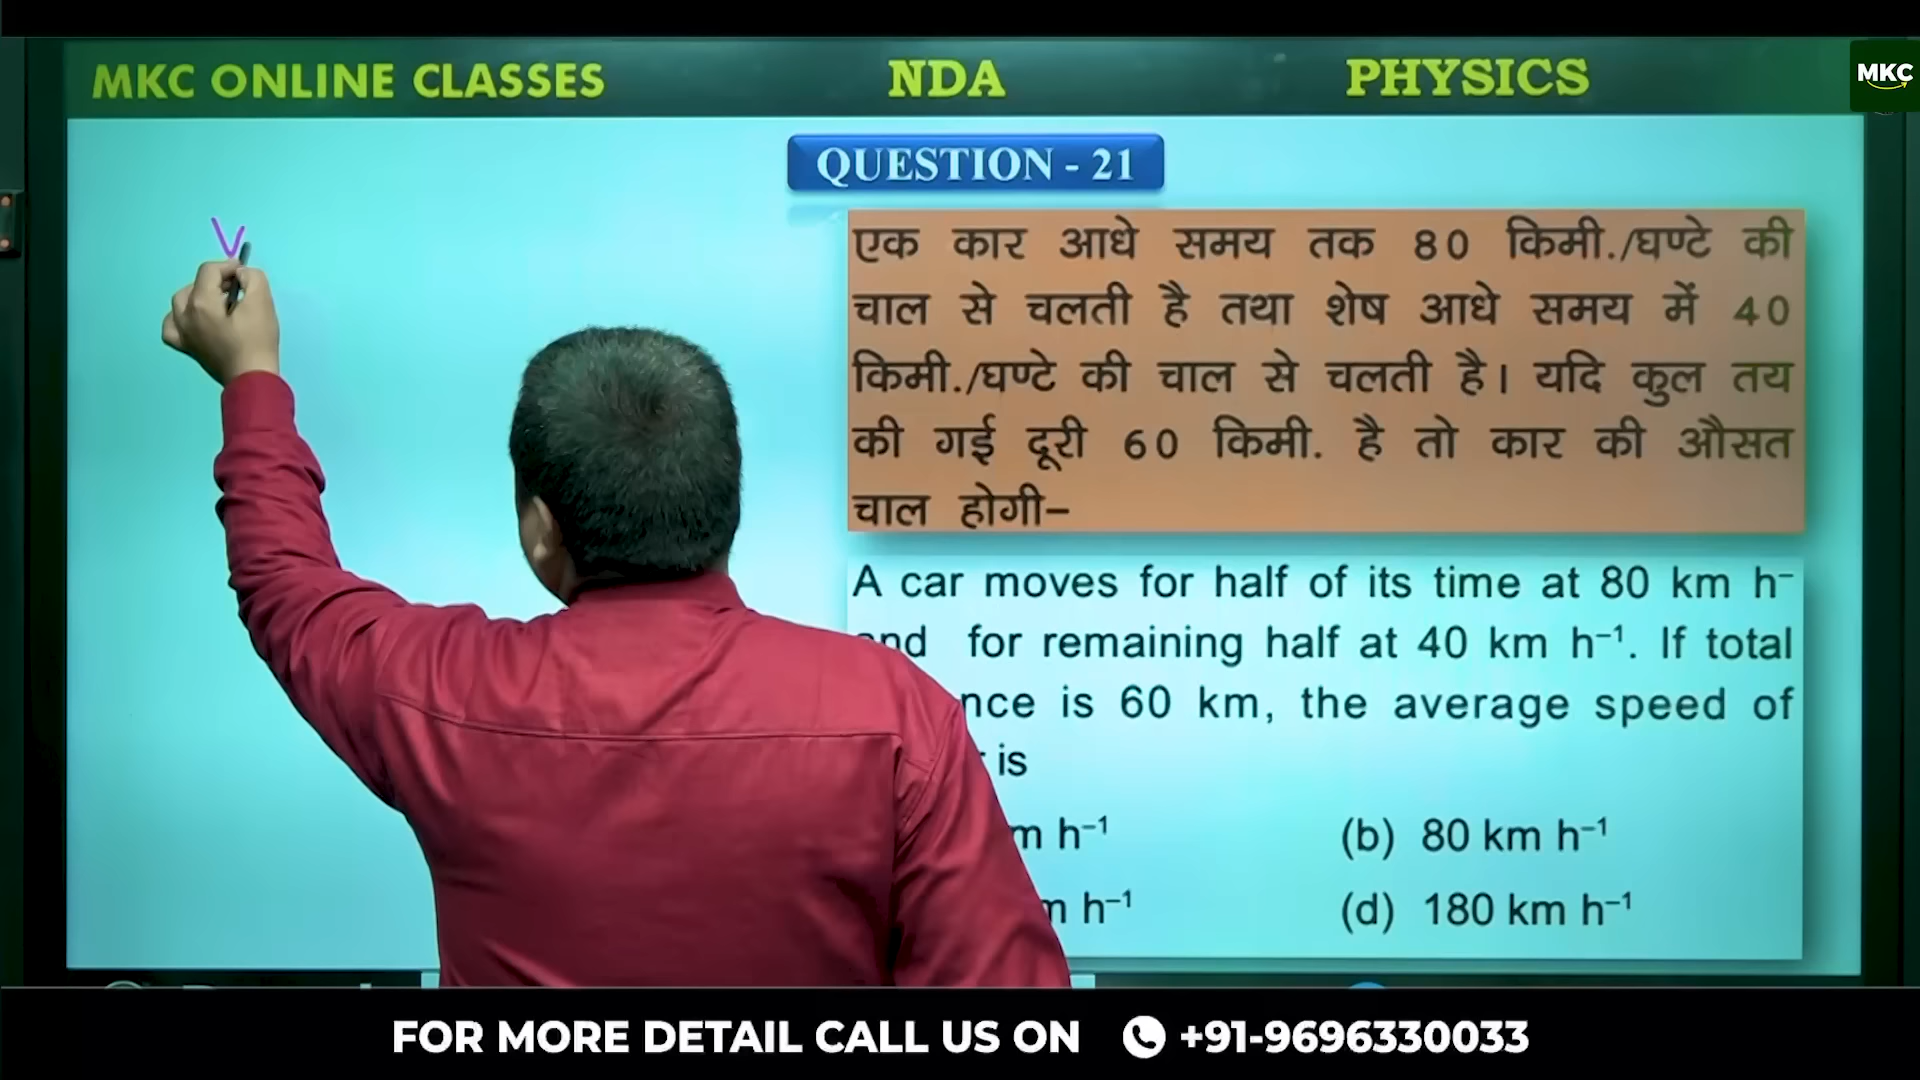 MKC ONLINE CLASSES NDA PHYSICS
MKC
QUESTION - 21
V
एक कार आधे समय तक 80 किमी./घण्टे की
चाल से चलती है तथा शेष आधे समय में 40
किमी./घण्टे की चाल से चलती है। यदि कुल तय
की गई दूरी 60 किमी. है तो कार की औसत
चाल होगी–
A car moves for half of its time at 80 km h⁻
for remaining half at 40 km h⁻¹. If total
is 60 km, the average speed of
is
h⁻¹ (b) 80 km h⁻¹
h⁻¹ (d) 180 km h⁻¹
FOR MORE DETAIL CALL US ON +91-9696330033